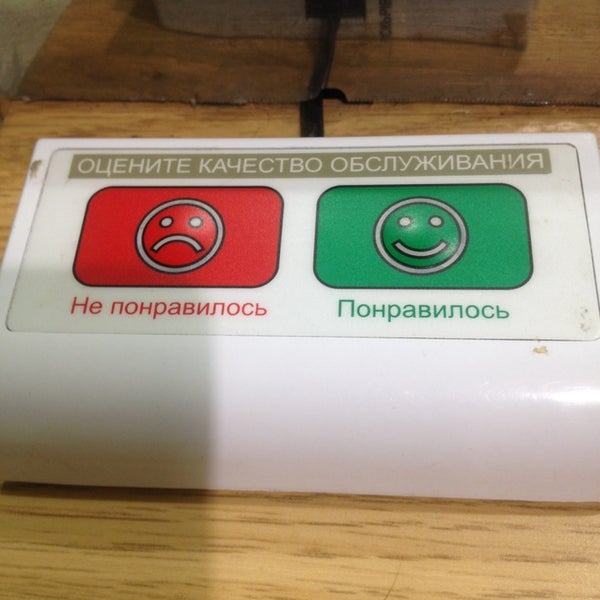 ОЦЕНИТЕ КАЧЕСТВО ОБСЛУЖИВАНИЯ
Не понравилось
Понравилось